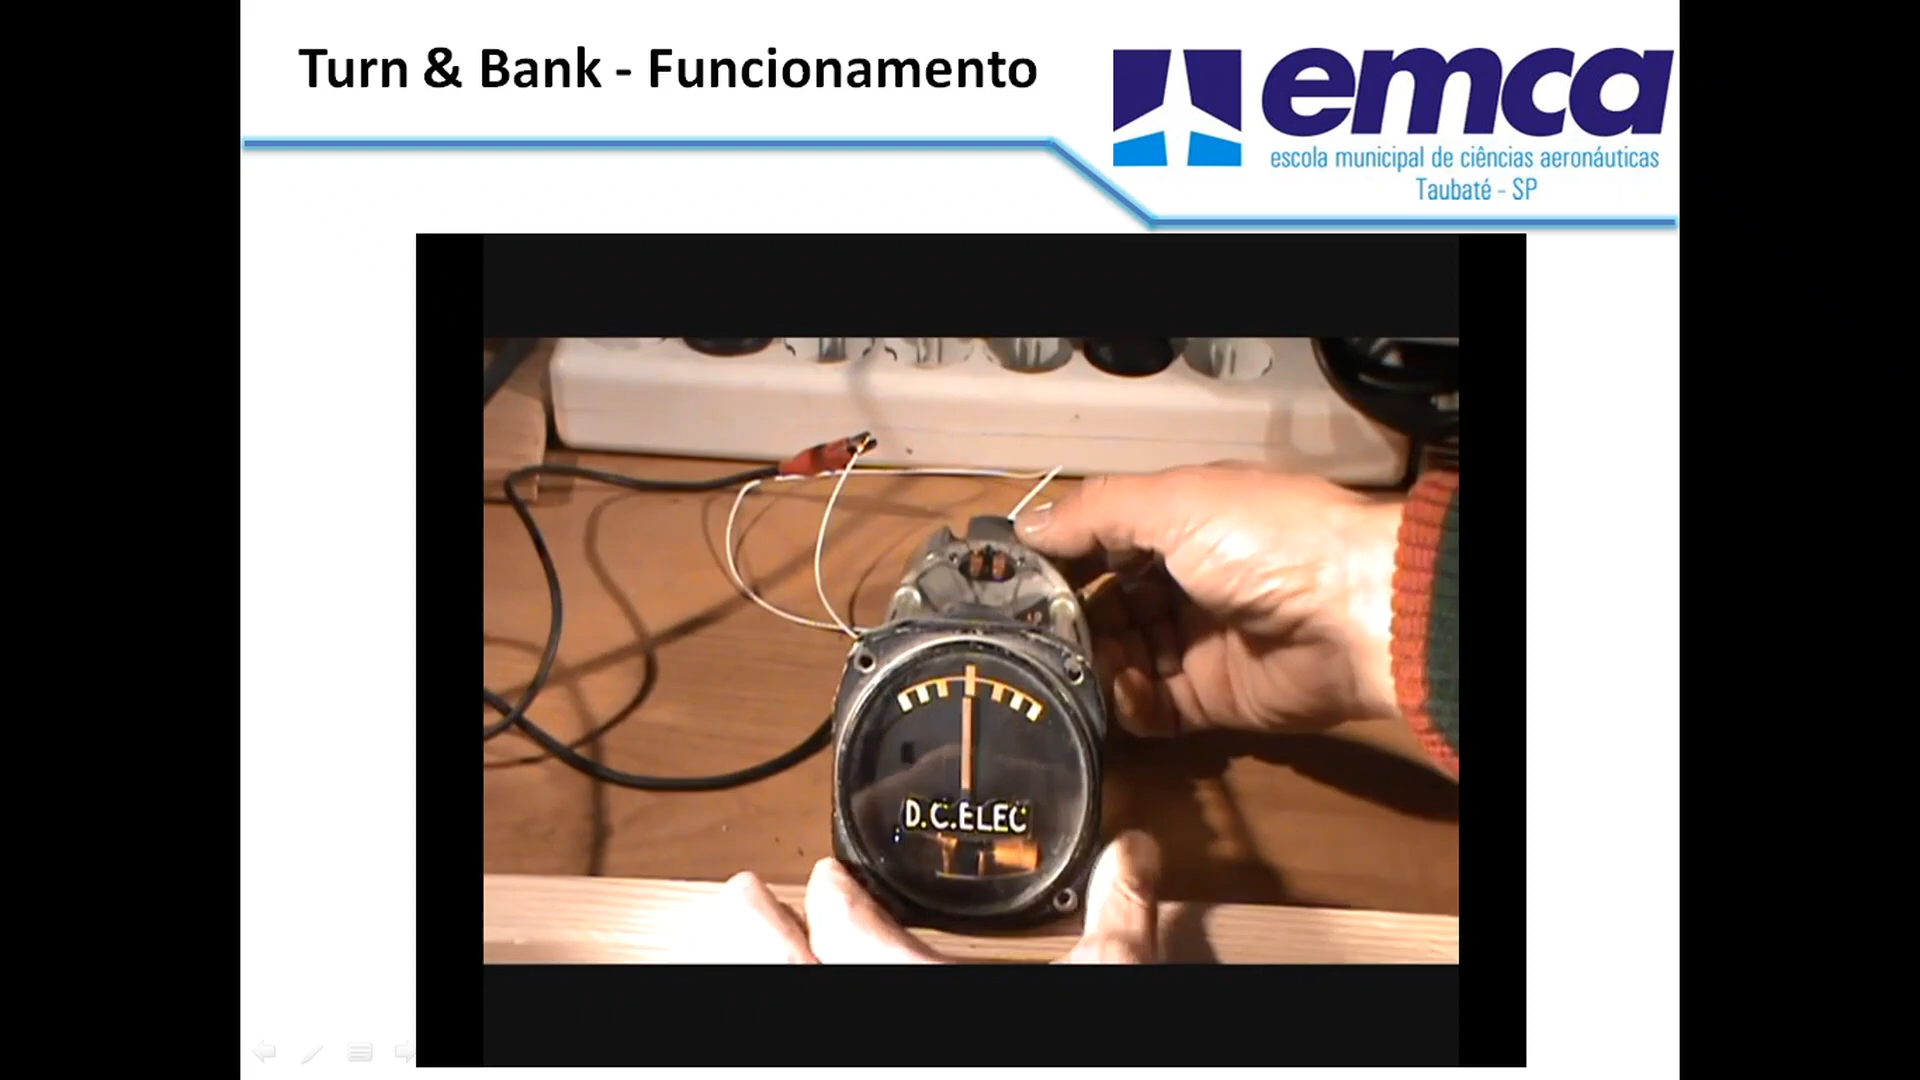 Turn & Bank - Funcionamento
emca
escola municipal de ciências aeronáuticas
Taubaté - SP
D.C.ELEC